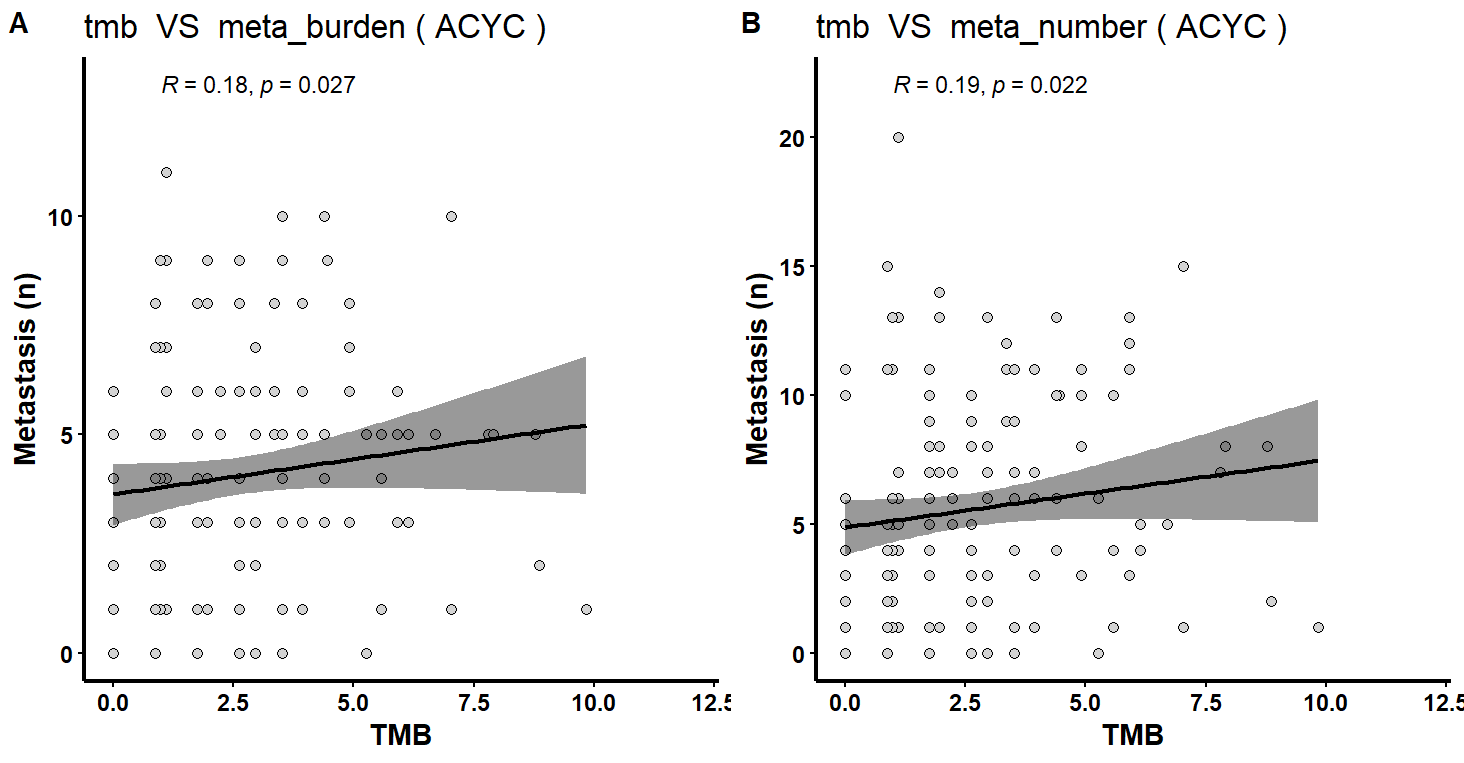 A
tmb VS meta_burden ( ACYC )
R = 0.18, p = 0.027
Metastasis (n)
10
5
0
0.0 2.5 5.0 7.5 10.0 12.5
TMB
B
tmb VS meta_number ( ACYC )
R = 0.19, p = 0.022
Metastasis (n)
20
15
10
5
0
0.0 2.5 5.0 7.5 10.0 12.5
TMB